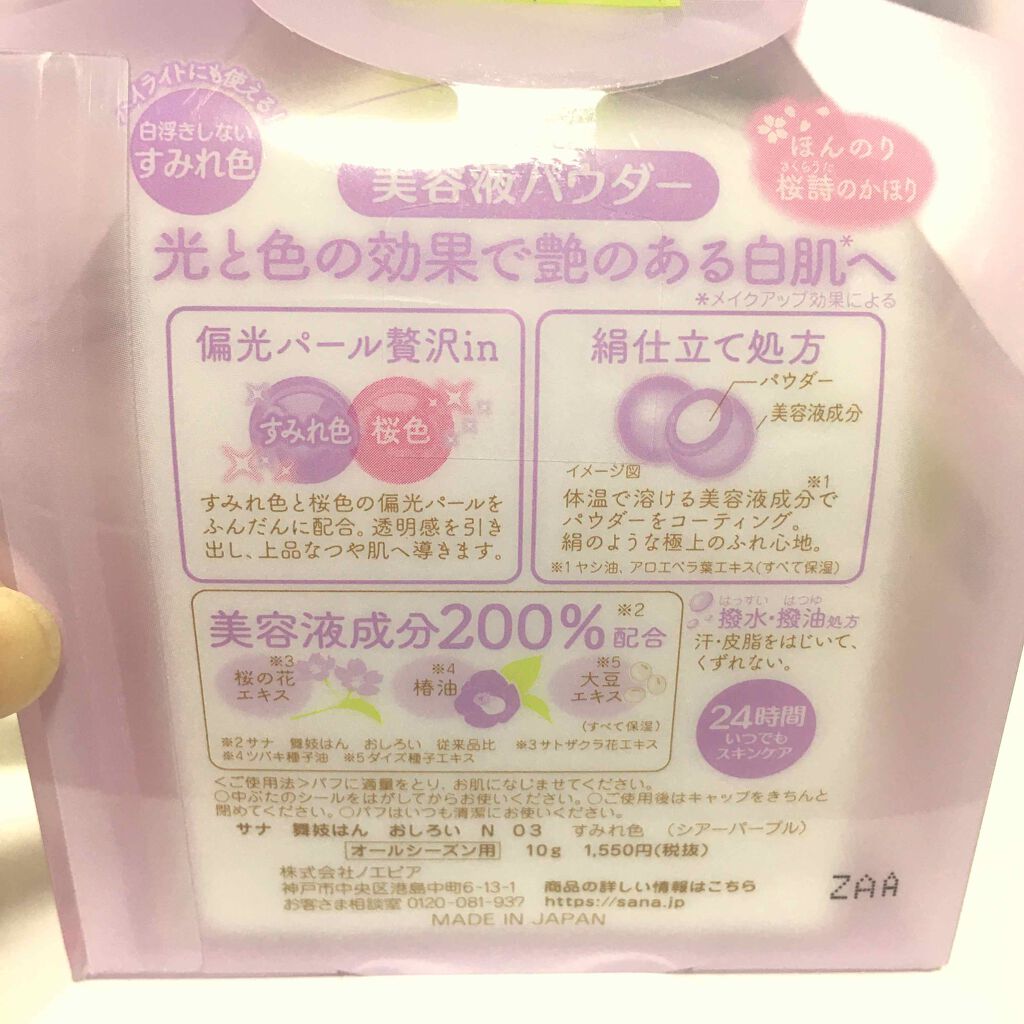 ハイライトにも使える!
白浮きしない
すみれ色
ほんのり
さくらうた
桜詩のかほり
美容液パウダー
光と色の効果で艶のある白肌*へ
*メイクアップ効果による
偏光パール贅沢in
すみれ色 桜色
すみれ色と桜色の偏光パールを
ふんだんに配合。透明感を引き
出し、上品なつや肌へ導きます。
絹仕立て処方
パウダー
美容液成分
イメージ図
体温で溶ける美容液成分※1で
パウダーをコーティング。
絹のような極上のふれ心地。
※1ヤシ油、アロエベラ葉エキス(すべて保湿)
美容液成分200%※2配合
※3
桜の花
エキス
※4
椿油
※5
大豆
エキス
(すべて保湿)
※2サナ 舞妓はん おしろい 従来品比 ※3サトザクラ花エキス
※4ツバキ種子油 ※5ダイズ種子エキス
はっすい はつゆ
撥水・撥油処方
汗・皮脂をはじいて、
くずれない。
24時間
いつでも
スキンケア
<ご使用法>パフに適量をとり、お肌になじませてください。
○中ぶたのシールをはがしてからお使いください。○ご使用後はキャップをきちんと
閉めてください。○パフはいつも清潔にお使いください。
サナ 舞妓はん おしろい N 03 すみれ色 (シアーパープル)
オールシーズン用 10g 1,550円(税抜)
株式会社ノエビア
神戸市中央区港島中町6-13-1
お客さま相談室 0120-081-937
商品の詳しい情報はこちら
https://sana.jp
MADE IN JAPAN
ZAA